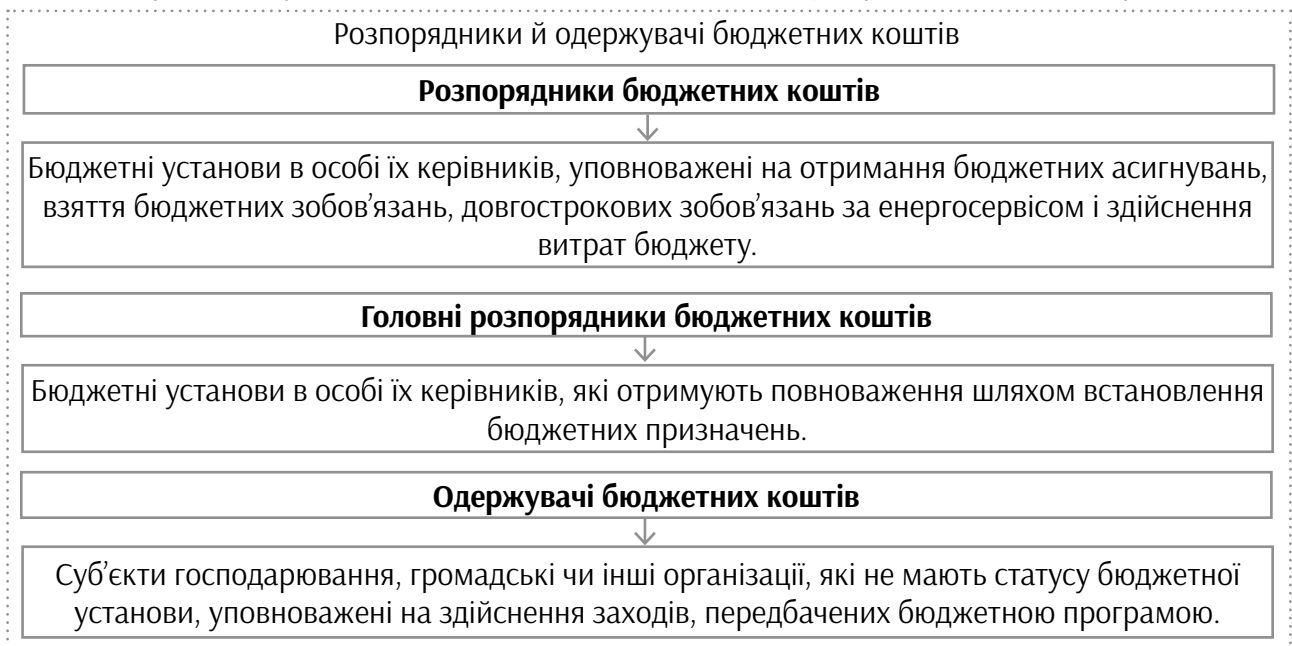 Розпорядники й одержувачі бюджетних коштів
Розпорядники бюджетних коштів
Бюджетні установи в особі їх керівників, уповноважені на отримання бюджетних асигнувань,
взяття бюджетних зобов’язань, довгострокових зобов’язань за енергосервісом і здійснення
витрат бюджету.
Головні розпорядники бюджетних коштів
Бюджетні установи в особі їх керівників, які отримують повноваження шляхом встановлення
бюджетних призначень.
Одержувачі бюджетних коштів
Суб’єкти господарювання, громадські чи інші організації, які не мають статусу бюджетної
установи, уповноважені на здійснення заходів, передбачених бюджетною програмою.